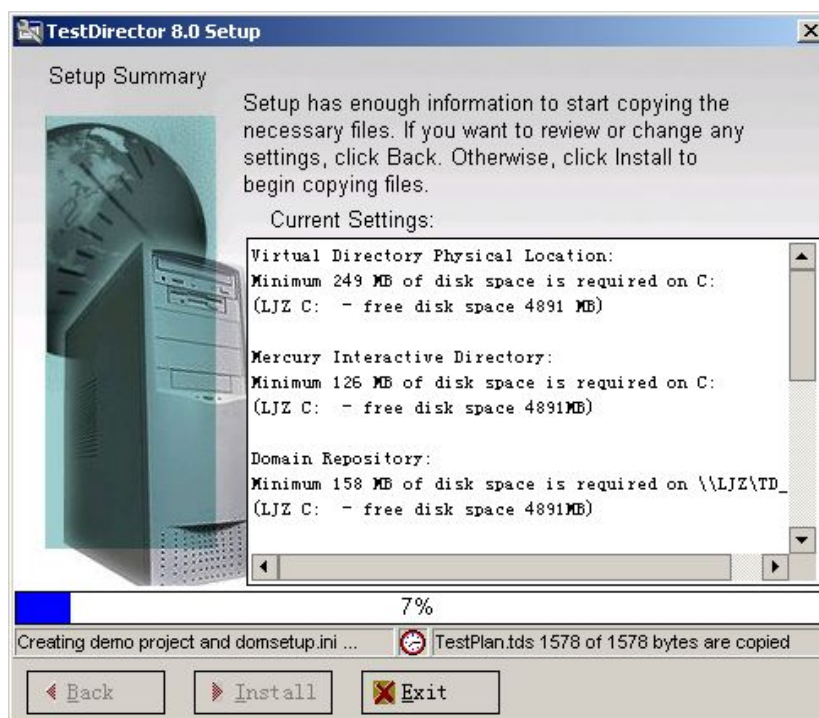 TestDirector 8.0 Setup
Setup Summary
Setup has enough information to start copying the
necessary files. If you want to review or change any
settings, click Back. Otherwise, click Install to
begin copying files.
Current Settings:
Virtual Directory Physical Location:
Minimum 249 MB of disk space is required on C:
(LJZ C:  - free disk space 4891 MB)
Mercury Interactive Directory:
Minimum 126 MB of disk space is required on C:
(LJZ C:  - free disk space 4891MB)
Domain Repository:
Minimum 158 MB of disk space is required on \\LJZ\TD_
(LJZ C:  - free disk space 4891MB)
7%
Creating demo project and domsetup.ini ...
TestPlan.tds 1578 of 1578 bytes are copied
Back
Install
Exit